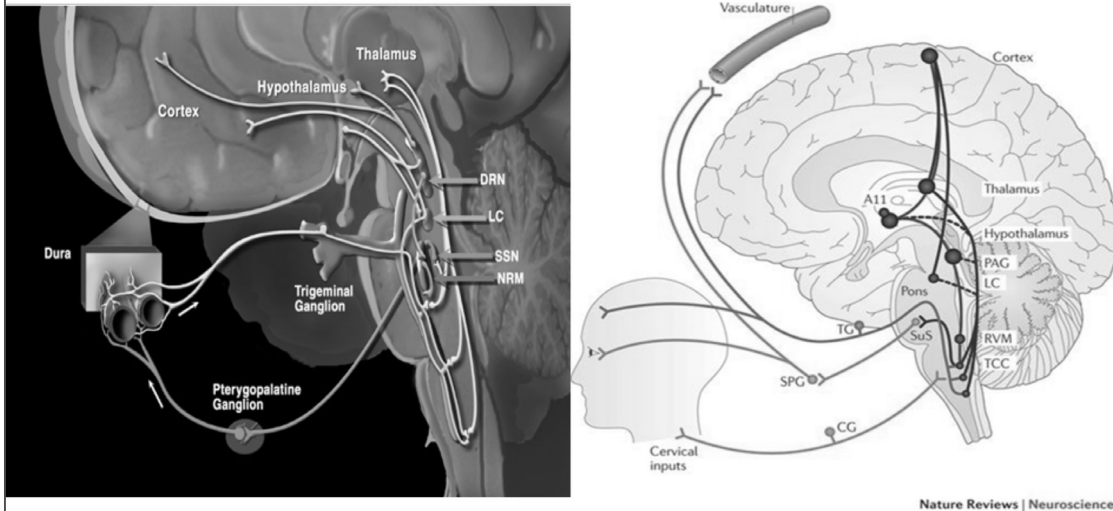 Thalamus
Hypothalamus
Cortex
DRN
LC
SSN
NRM
Dura
Trigeminal
Ganglion
Pterygopalatine
Ganglion
Vasculature
Cortex
Thalamus
A11
Hypothalamus
PAG
LC
Pons
TG
SuS
RVM
TCC
SPG
CG
Cervical
inputs
Nature Reviews | Neuroscience